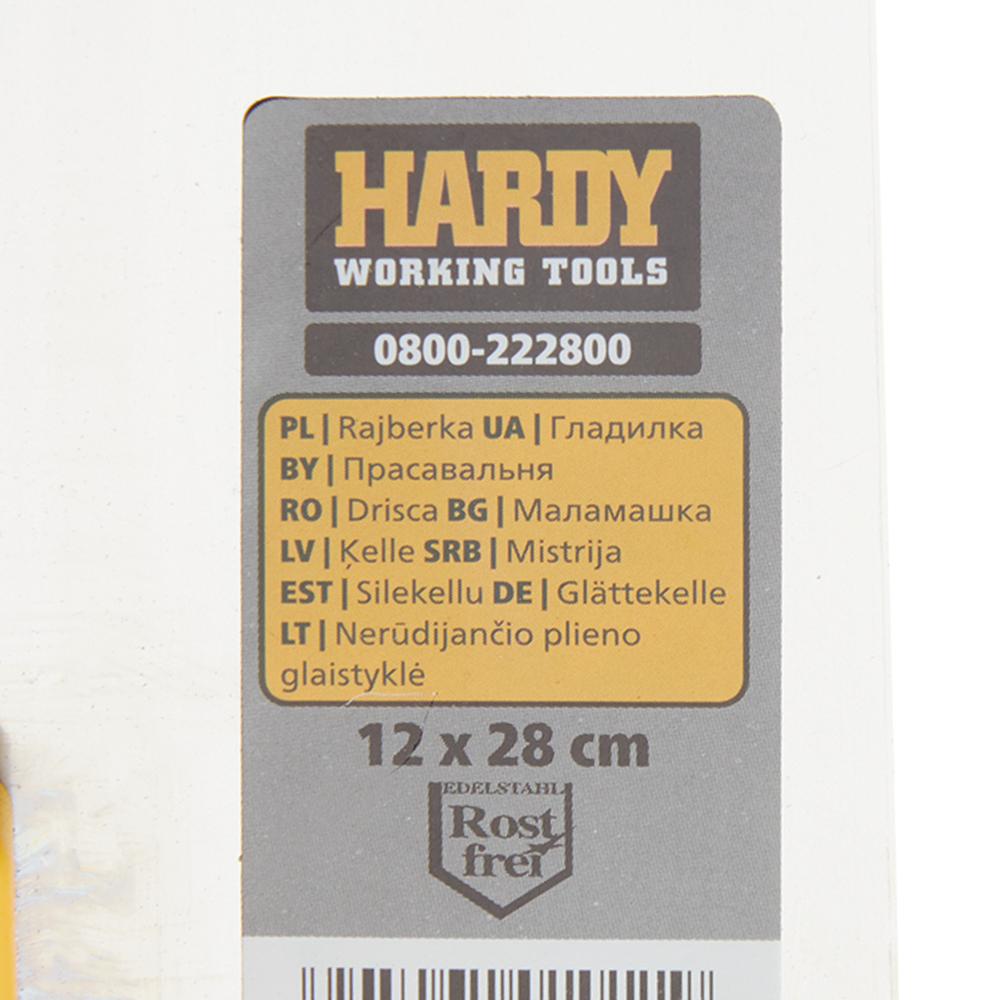 HARDY
WORKING TOOLS
0800-222800
PL | Rajberka UA | Гладилка
BY | Прасавальня
RO | Drisca BG | Маламашка
LV | Ķelle SRB | Mistrija
EST | Silekellu DE | Glättekelle
LT | Nerūdijančio plieno
glaistyklė
12 x 28 cm
EDELSTAHL
Rost
frei